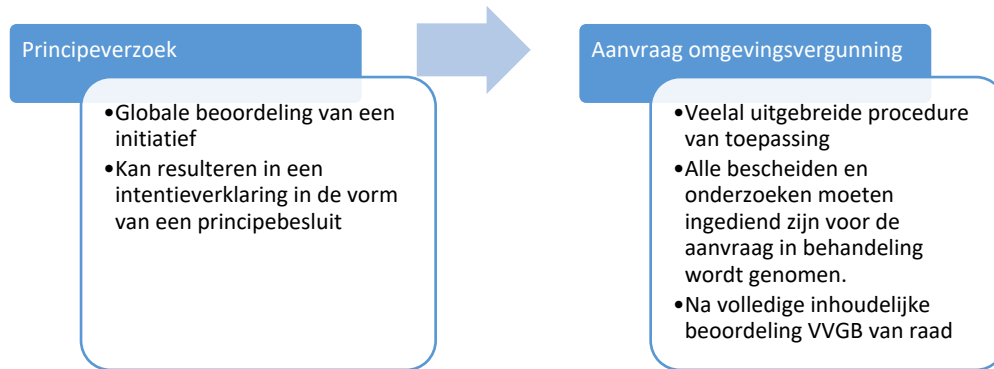 Principeverzoek
•Globale beoordeling van een
initiatief
•Kan resulteren in een
intentieverklaring in de vorm
van een principebesluit
Aanvraag omgevingsvergunning
•Veelal uitgebreide procedure
van toepassing
•Alle bescheiden en
onderzoeken moeten
ingediend zijn voor de
aanvraag in behandeling
wordt genomen.
•Na volledige inhoudelijke
beoordeling VVGB van raad